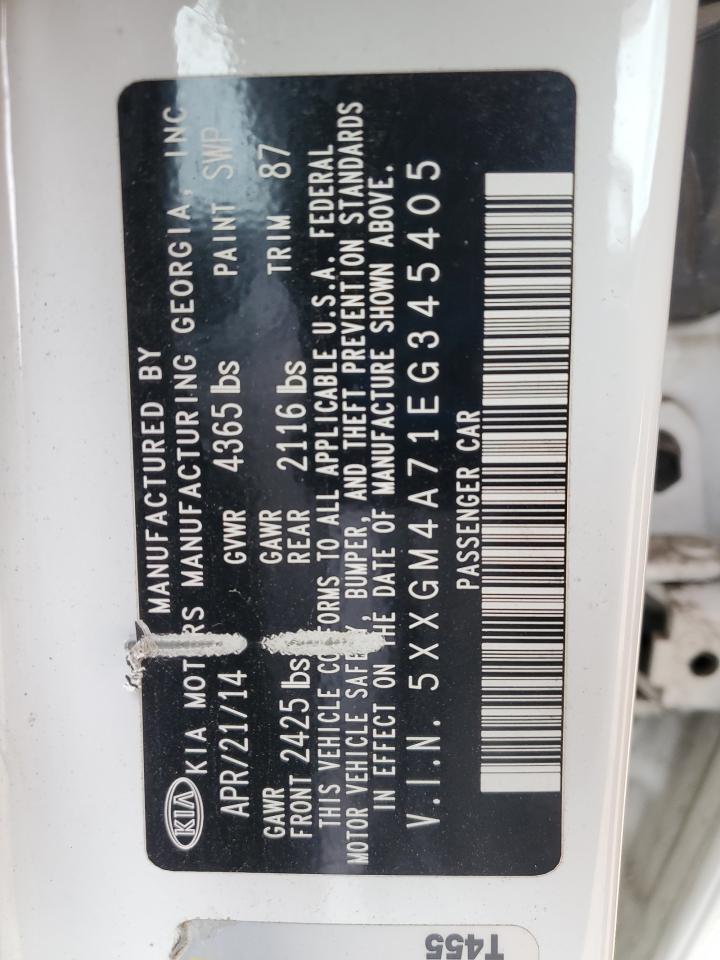 MANUFACTURED BY
KIA KIA MOTORS MANUFACTURING GEORGIA, INC
APR/21/14 GVWR 4365 lbs PAINT SWP
GAWR FRONT 2425 lbs GAWR REAR 2116 lbs TRIM 87
THIS VEHICLE CONFORMS TO ALL APPLICABLE U.S.A. FEDERAL
MOTOR VEHICLE SAFETY, BUMPER, AND THEFT PREVENTION STANDARDS
IN EFFECT ON THE DATE OF MANUFACTURE SHOWN ABOVE.
V.I.N. 5XXGM4A71EG345405
PASSENGER CAR
T455